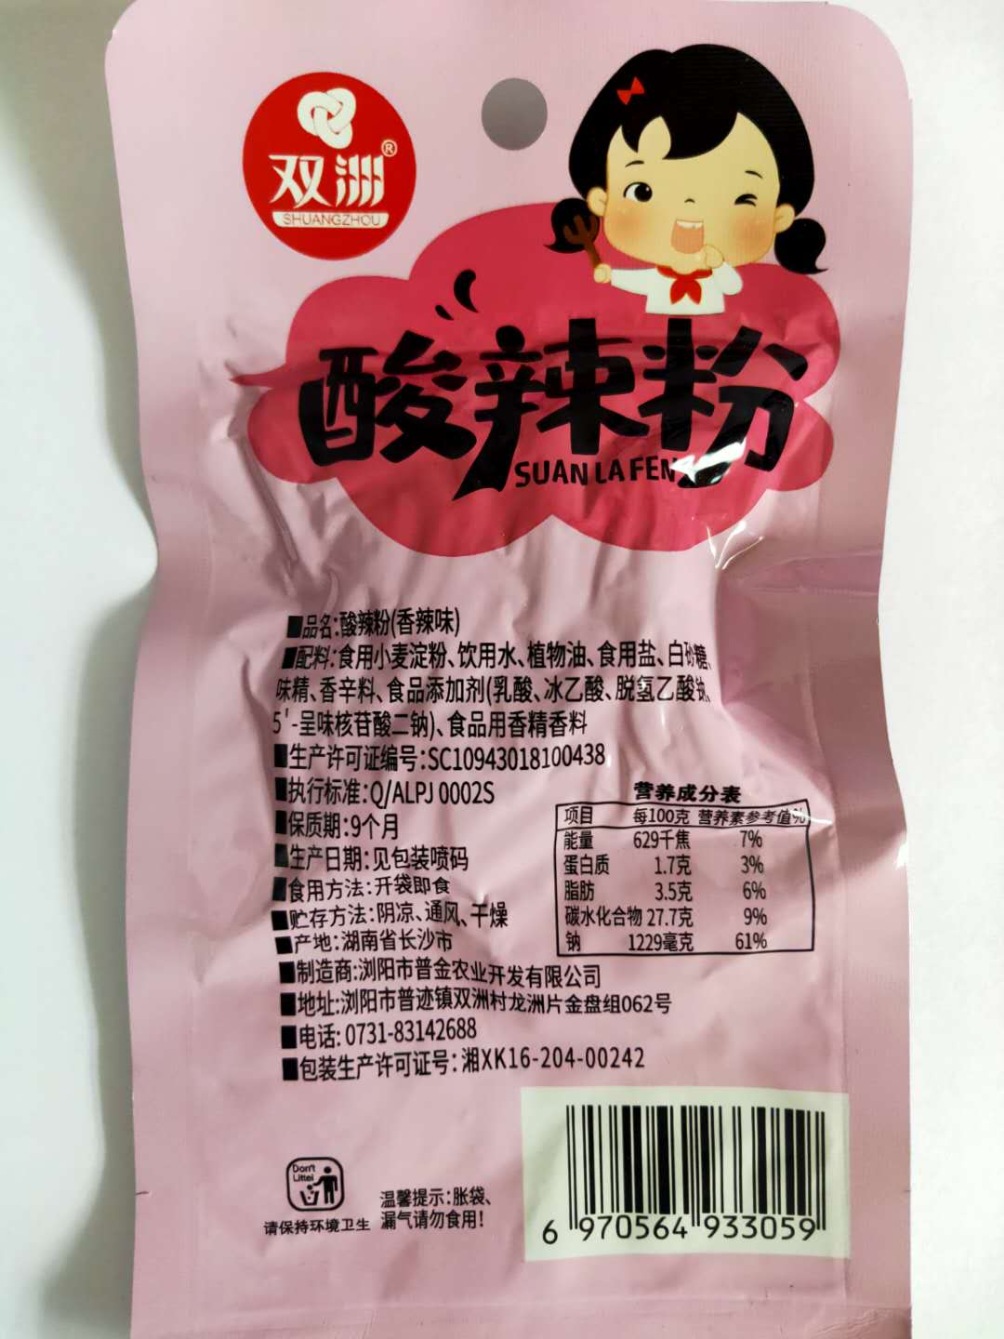 双洲®
SHUANGZHOU
酸辣粉
SUAN LA FEN
■品名:酸辣粉(香辣味)
■配料:食用小麦淀粉、饮用水、植物油、食用盐、白砂糖、
味精、香辛料、食品添加剂(乳酸、冰乙酸、脱氢乙酸钠、
5'-呈味核苷酸二钠)、食品用香精香料
■生产许可证编号:SC10943018100438
■执行标准:Q/ALPJ 0002S
■保质期:9个月
■生产日期:见包装喷码
■食用方法:开袋即食
■贮存方法:阴凉、通风、干燥
■产地:湖南省长沙市
■制造商:浏阳市普金农业开发有限公司
■地址:浏阳市普迹镇双洲村龙洲片金盘组062号
■电话: 0731-83142688
■包装生产许可证号: 湘XK16-204-00242
营养成分表
项目 每100克 营养素参考值%
能量 629千焦 7%
蛋白质 1.7克 3%
脂肪 3.5克 6%
碳水化合物 27.7克 9%
钠 1229毫克 61%
Don't
Litter
请保持环境卫生
温馨提示:胀袋、
漏气请勿食用!
6 970564 933059